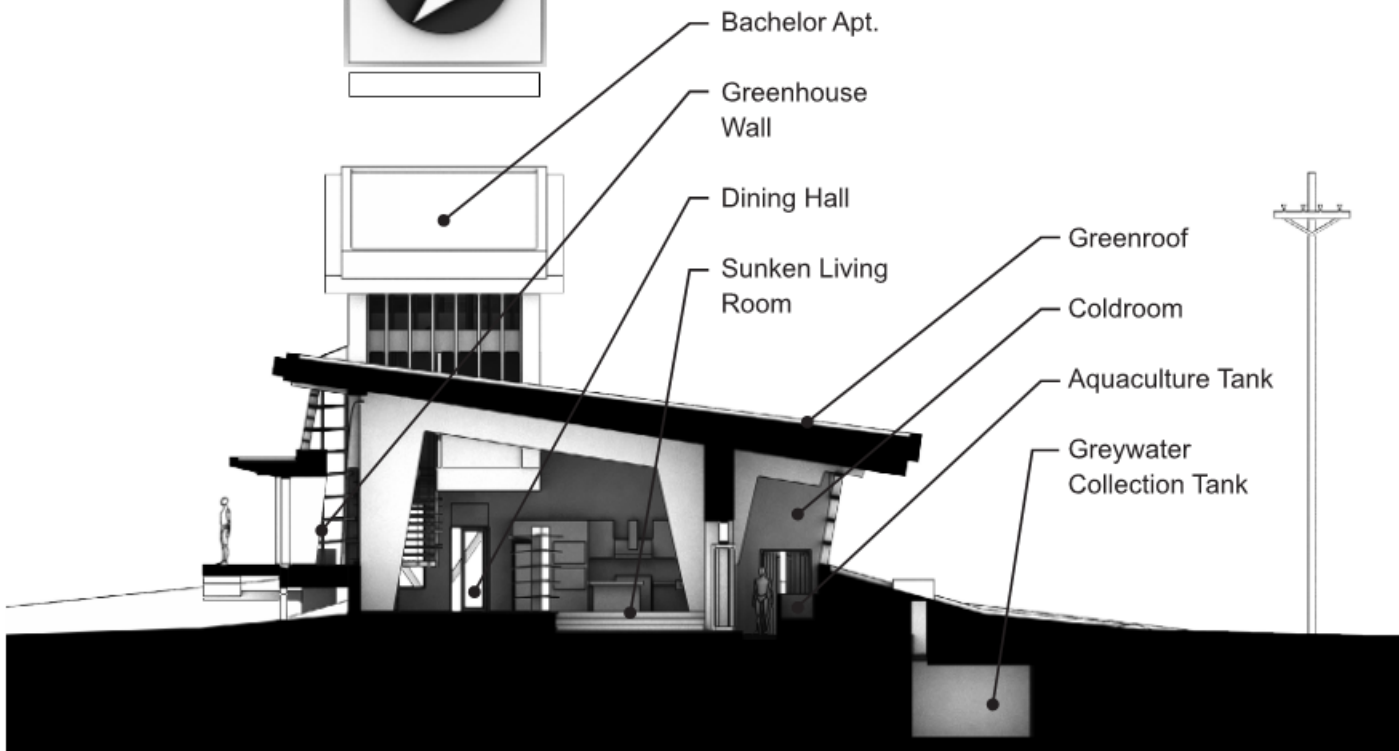 Bachelor Apt.
Greenhouse
Wall
Dining Hall
Sunken Living
Room
Greenroof
Coldroom
Aquaculture Tank
Greywater
Collection Tank